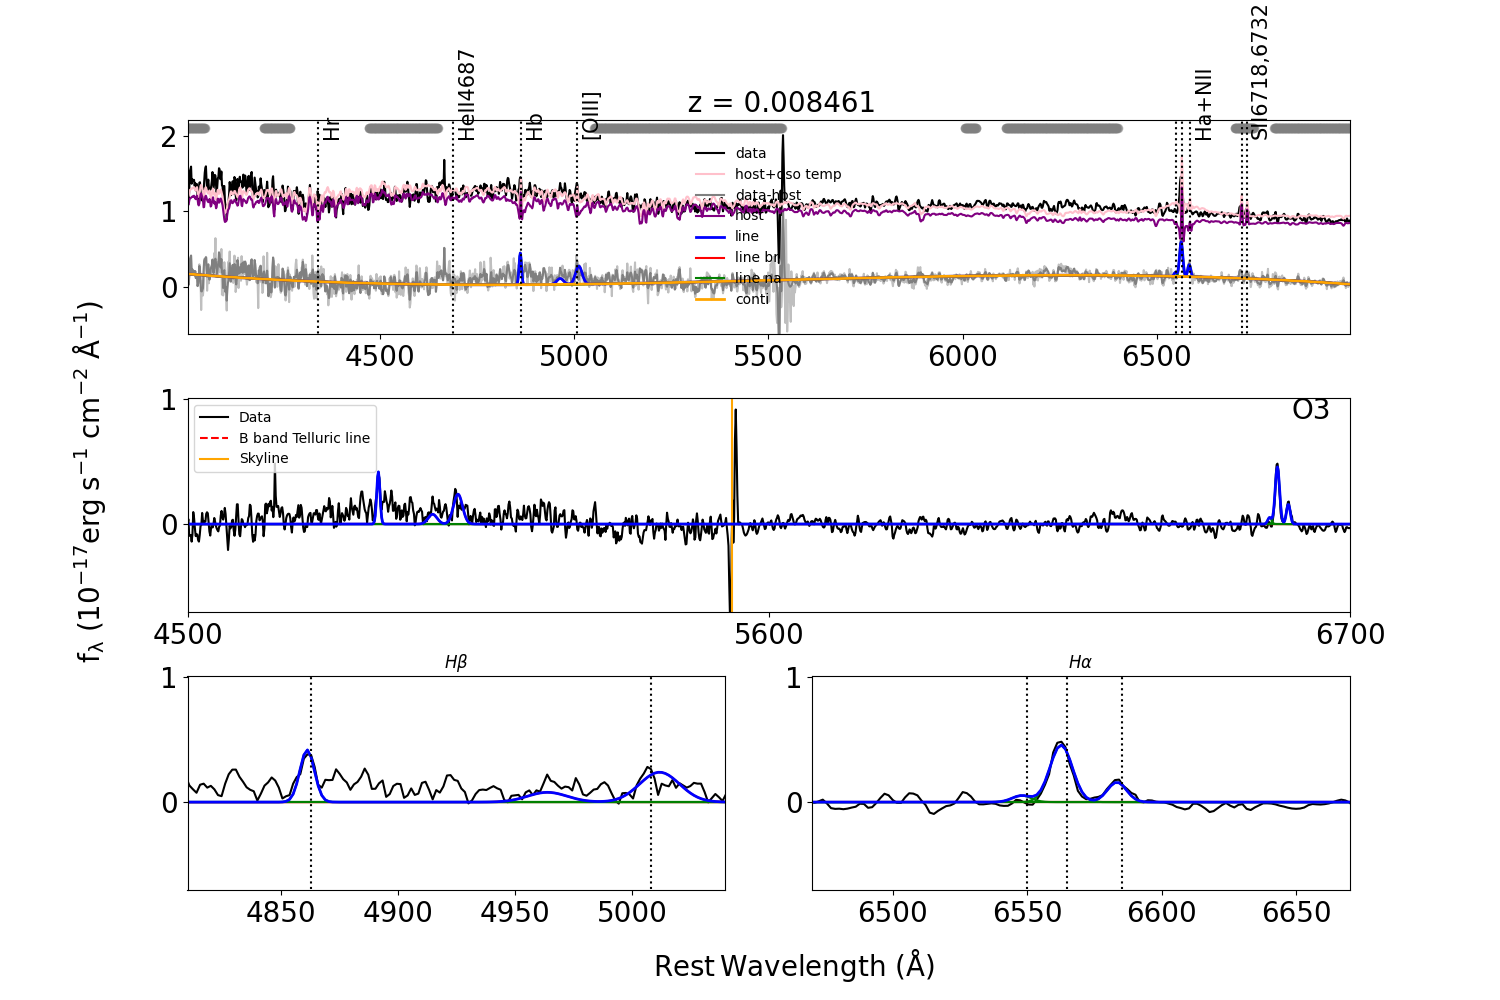 z = 0.008461
Hr
HeII4687
Hb
[OIII]
Ha+NII
SII6718,6732
2
1
0
data
host+qso temp
data-host
host
line
line br
line na
conti
4500 5000 5500 6000 6500
fλ (10−17erg s−1 cm−2 Å−1)
1
0
Data
B band Telluric line
Skyline
O3
4500 5600 6700
Hβ
1
0
4850 4900 4950 5000
Hα
1
0
6500 6550 6600 6650
Rest Wavelength (Å)